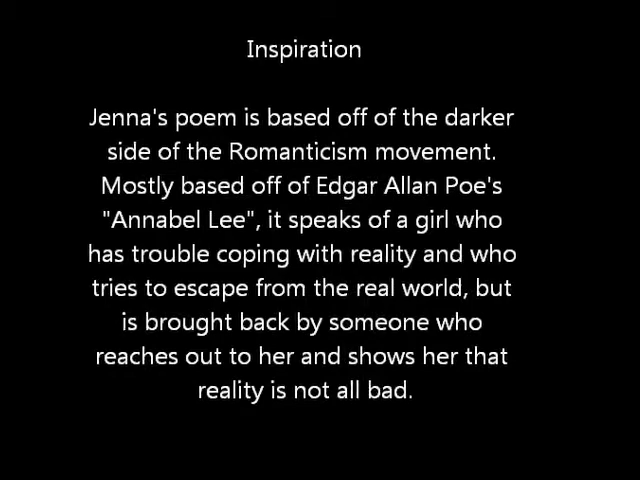 Inspiration
Jenna's poem is based off of the darker
side of the Romanticism movement.
Mostly based off of Edgar Allan Poe's
"Annabel Lee", it speaks of a girl who
has trouble coping with reality and who
tries to escape from the real world, but
is brought back by someone who
reaches out to her and shows her that
reality is not all bad.